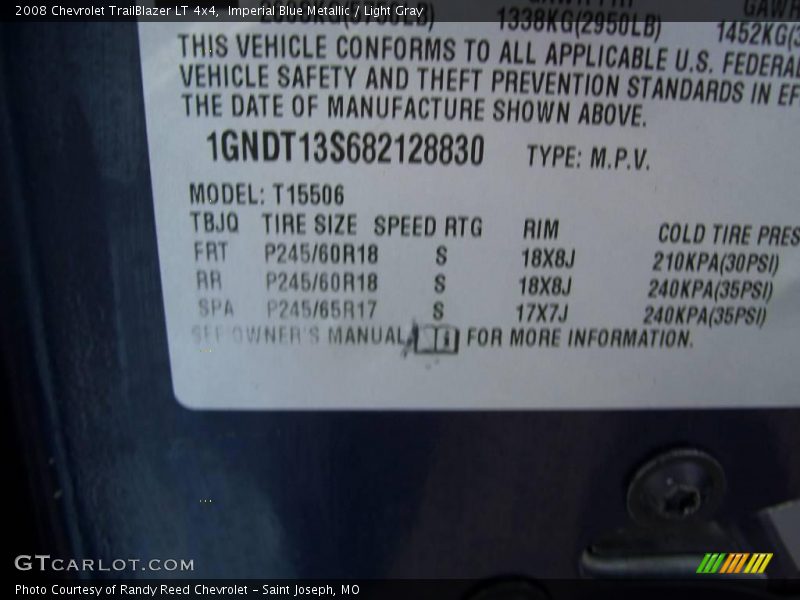 2008 Chevrolet TrailBlazer LT 4x4, Imperial Blue Metallic / Light Gray
1338KG(2950LB)
1452KG(3
THIS VEHICLE CONFORMS TO ALL APPLICABLE U.S. FEDERAL
VEHICLE SAFETY AND THEFT PREVENTION STANDARDS IN EF
THE DATE OF MANUFACTURE SHOWN ABOVE.
1GNDT13S682128830 TYPE: M.P.V.
MODEL: T15506
TBJQ TIRE SIZE SPEED RTG RIM COLD TIRE PRES
FRT P245/60R18 S 18X8J 210KPA(30PSI)
RR P245/60R18 S 18X8J 240KPA(35PSI)
SPA P245/65R17 S 17X7J 240KPA(35PSI)
SEE OWNER'S MANUAL FOR MORE INFORMATION.
GTCARLOT.COM
Photo Courtesy of Randy Reed Chevrolet - Saint Joseph, MO